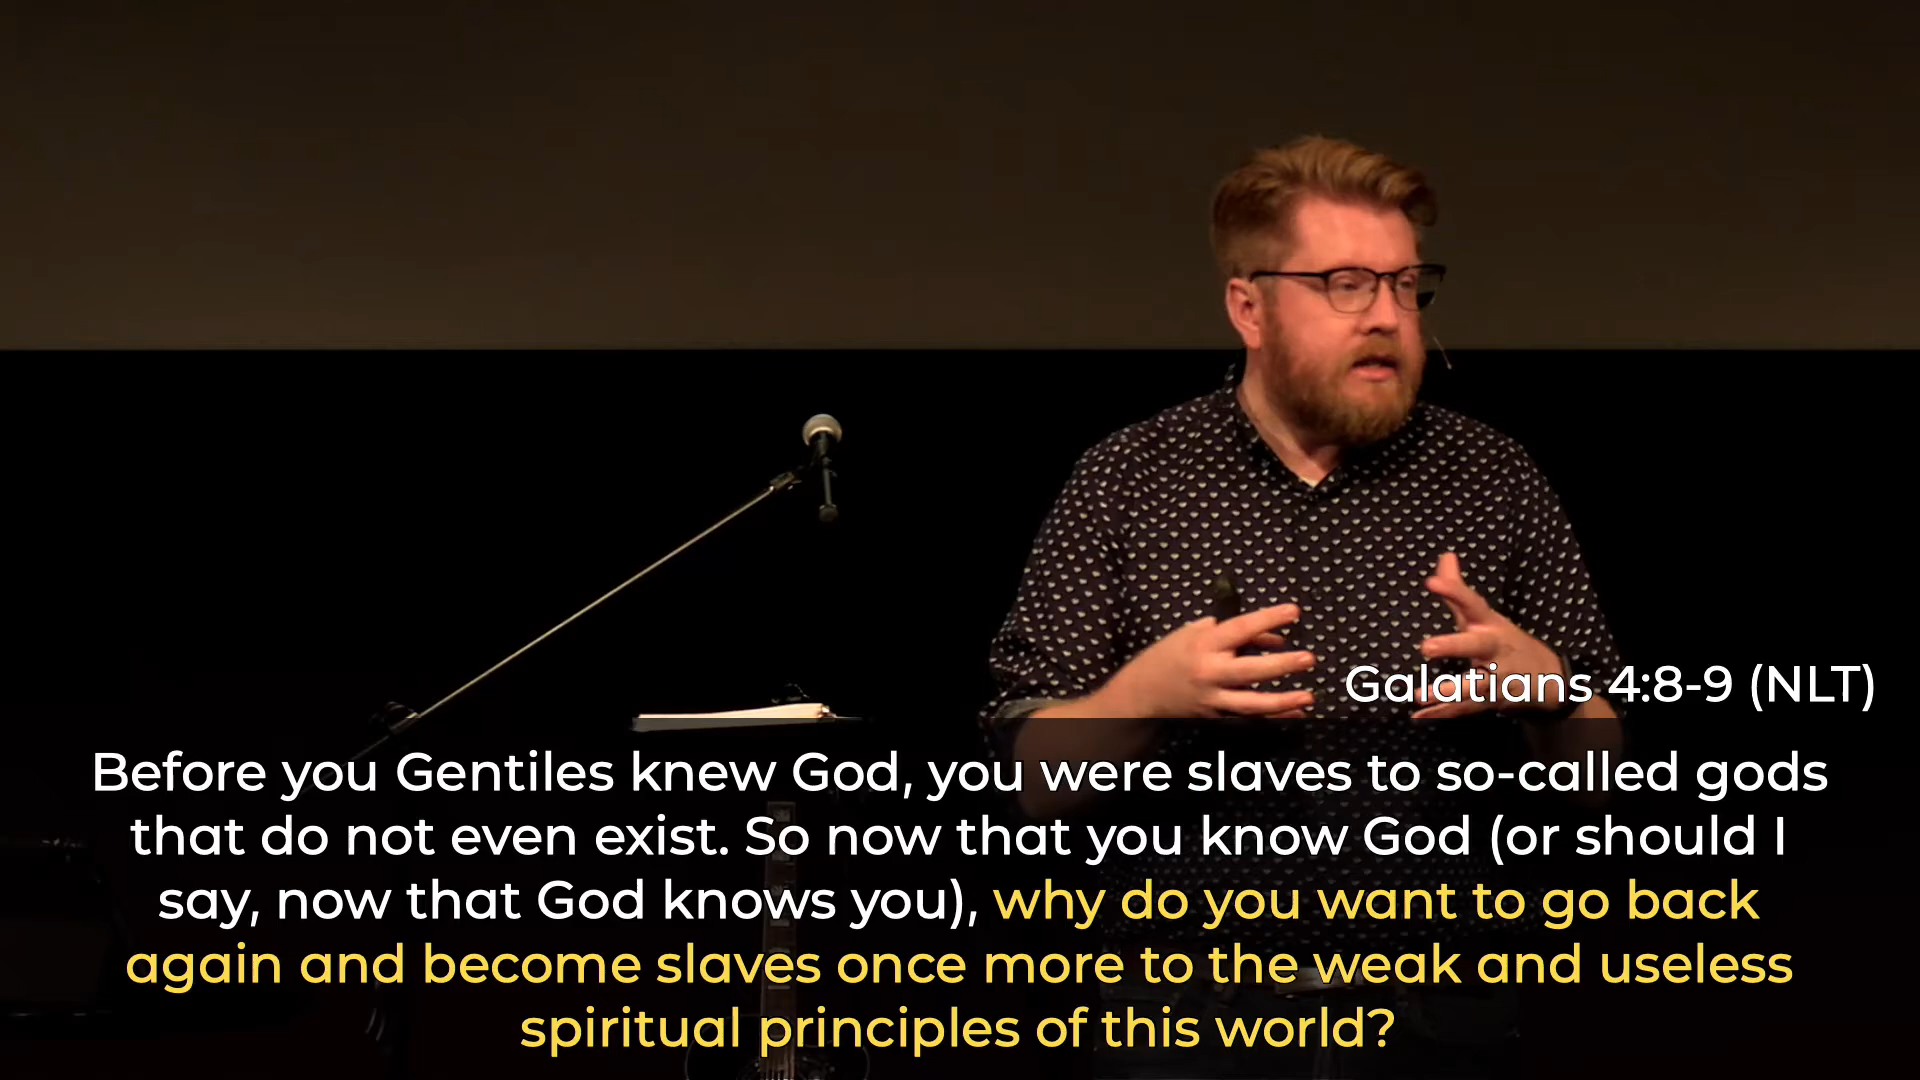 Galatians 4:8-9 (NLT)
Before you Gentiles knew God, you were slaves to so-called gods
that do not even exist. So now that you know God (or should I
say, now that God knows you), why do you want to go back
again and become slaves once more to the weak and useless
spiritual principles of this world?